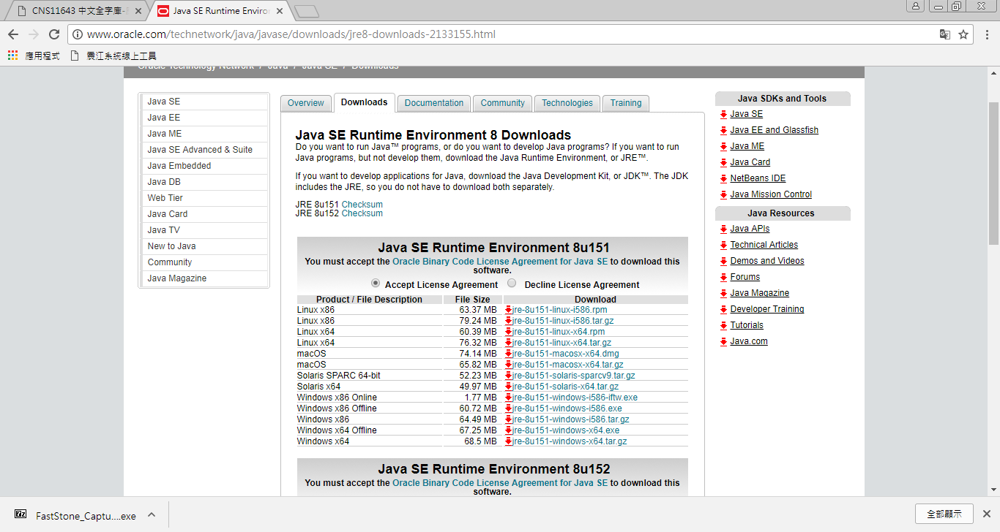 CNS11643 中文全字庫-
Java SE Runtime Enviror
www.oracle.com/technetwork/java/javase/downloads/jre8-downloads-2133155.html
應用程式 震江系統線上工具
Oracle Technology Network / Java / Java SE / Downloads
Java SE
Java EE
Java ME
Java SE Advanced & Suite
Java Embedded
Java DB
Web Tier
Java Card
Java TV
New to Java
Community
Java Magazine
Overview Downloads Documentation Community Technologies Training
Java SE Runtime Environment 8 Downloads
Do you want to run Java™ programs, or do you want to develop Java programs? If you want to run
Java programs, but not develop them, download the Java Runtime Environment, or JRE™.
If you want to develop applications for Java, download the Java Development Kit, or JDK™. The JDK
includes the JRE, so you do not have to download both separately.
JRE 8u151 Checksum
JRE 8u152 Checksum
Java SE Runtime Environment 8u151
You must accept the Oracle Binary Code License Agreement for Java SE to download this
software.
Accept License Agreement Decline License Agreement
Product / File Description File Size Download
Linux x86 63.37 MB jre-8u151-linux-i586.rpm
Linux x86 79.24 MB jre-8u151-linux-i586.tar.gz
Linux x64 60.39 MB jre-8u151-linux-x64.rpm
Linux x64 76.32 MB jre-8u151-linux-x64.tar.gz
macOS 74.14 MB jre-8u151-macosx-x64.dmg
macOS 65.82 MB jre-8u151-macosx-x64.tar.gz
Solaris SPARC 64-bit 52.23 MB jre-8u151-solaris-sparcv9.tar.gz
Solaris x64 49.97 MB jre-8u151-solaris-x64.tar.gz
Windows x86 Online 1.77 MB jre-8u151-windows-i586-iftw.exe
Windows x86 Offline 60.72 MB jre-8u151-windows-i586.exe
Windows x86 64.49 MB jre-8u151-windows-i586.tar.gz
Windows x64 Offline 67.25 MB jre-8u151-windows-x64.exe
Windows x64 68.5 MB jre-8u151-windows-x64.tar.gz
Java SE Runtime Environment 8u152
You must accept the Oracle Binary Code License Agreement for Java SE to download this
software.
Java SDKs and Tools
Java SE
Java EE and Glassfish
Java ME
Java Card
NetBeans IDE
Java Mission Control
Java Resources
Java APIs
Technical Articles
Demos and Videos
Forums
Java Magazine
Developer Training
Tutorials
Java.com
7z FastStone_Captu....exe
全部顯示